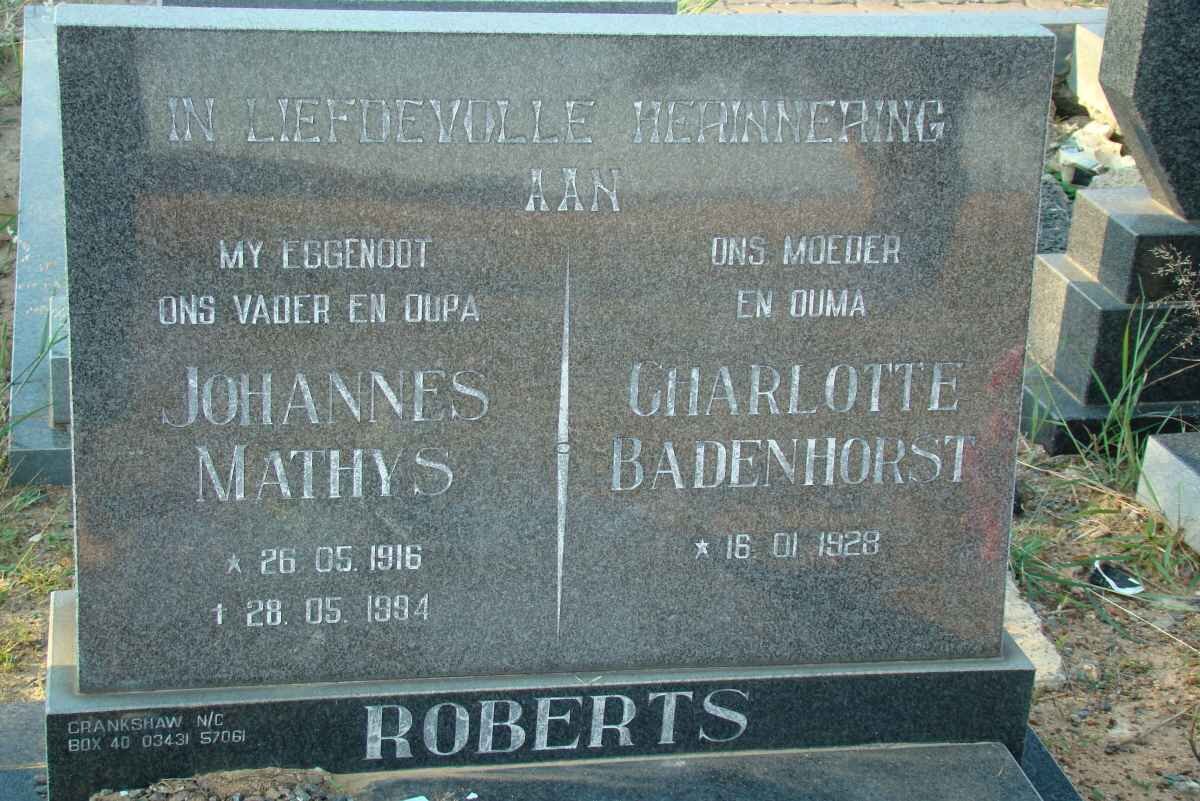 IN LIEFDEVOLLE HERINNERING
AAN
MY EGGENOOT
ONS VADER EN OUPA
JOHANNES
MATHYS
* 26. 05. 1916
† 28. 05. 1994
ONS MOEDER
EN OUMA
CHARLOTTE
BADENHORST
* 16. 01. 1928
ROBERTS
CRANKSHAW N/C
BOX 40 03431 57061